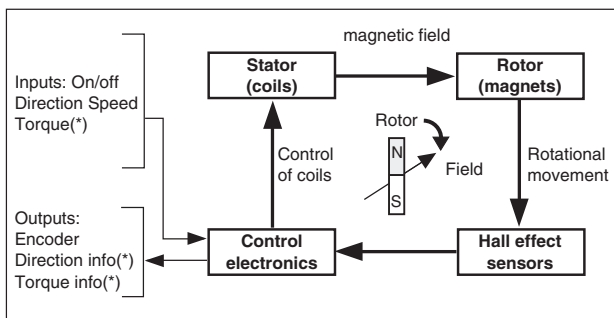 Inputs: On/off
Direction Speed
Torque(*)
Outputs:
Encoder
Direction info(*)
Torque info(*)
Stator
(coils)
magnetic field
Rotor
(magnets)
Control
of coils
Rotor
N
S
Field
Rotational
movement
Control
electronics
Hall effect
sensors